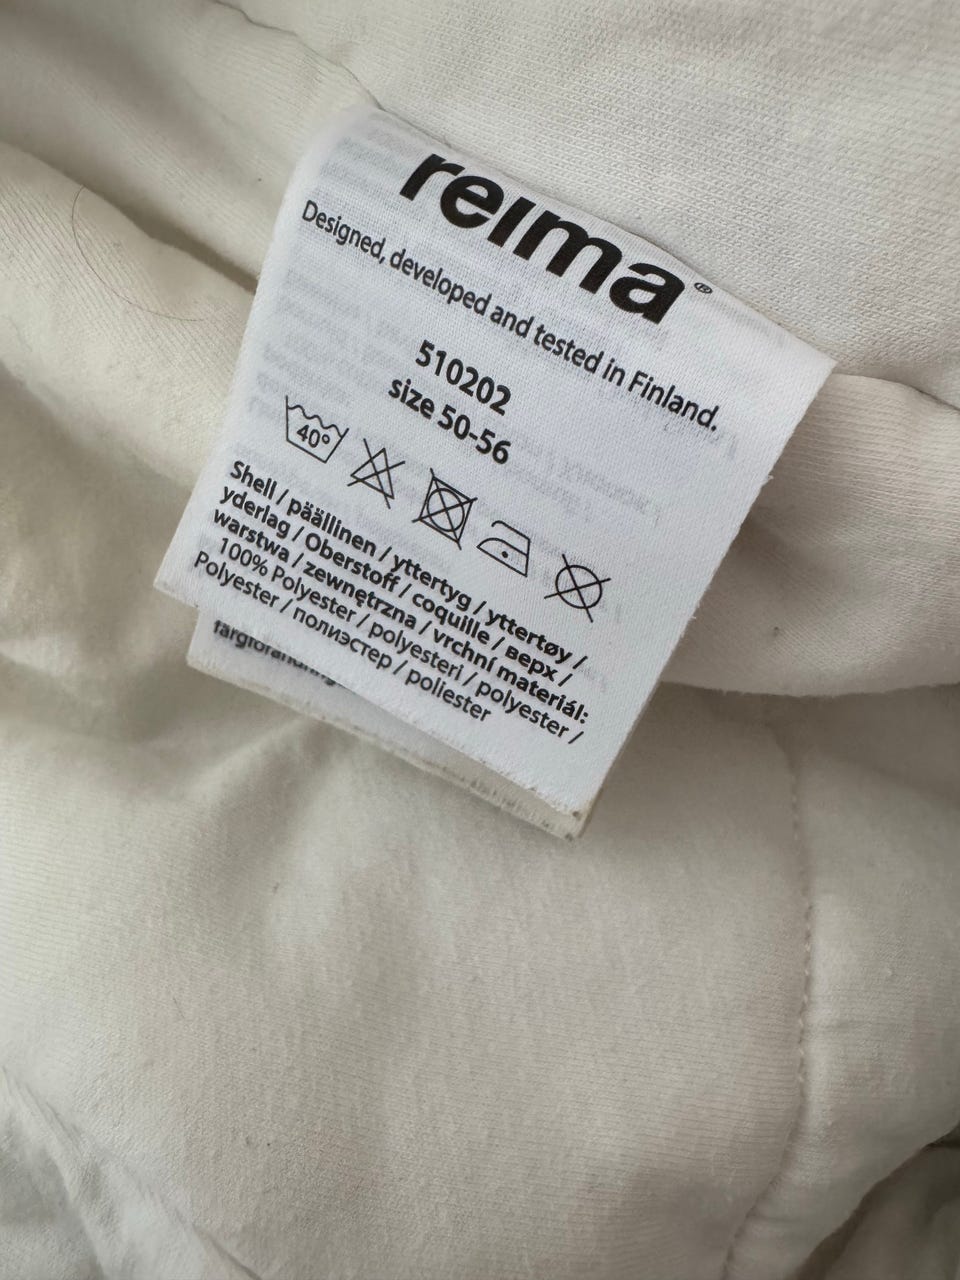 reima®
Designed, developed and tested in Finland.
510202
size 50-56
40°
Shell / päällinen / yttertyg / yttertøy /
yderlag / Oberstoff / coquille / верх /
warstwa / zewnętrzna / vrchní materiál:
100% Polyester / polyesteri / polyester /
Polyester / полиэстер / poliester